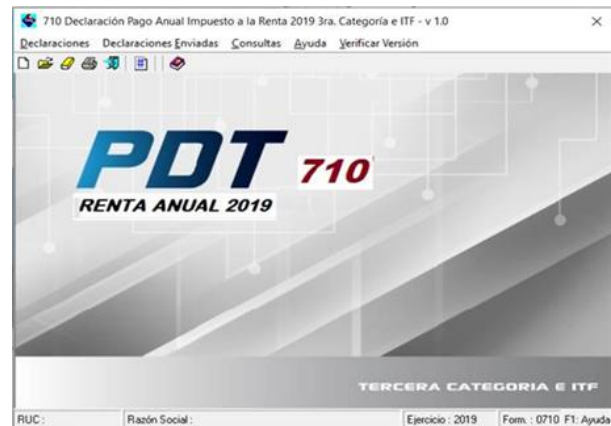 710 Declaración Pago Anual Impuesto a la Renta 2019 3ra. Categoría e ITF - v 1.0
Declaraciones Declaraciones Enviadas Consultas Ayuda Verificar Versión
PDT 710
RENTA ANUAL 2019
TERCERA CATEGORIA E ITF
RUC : Razón Social : Ejercicio : 2019 Form. : 0710 F1: Ayuda